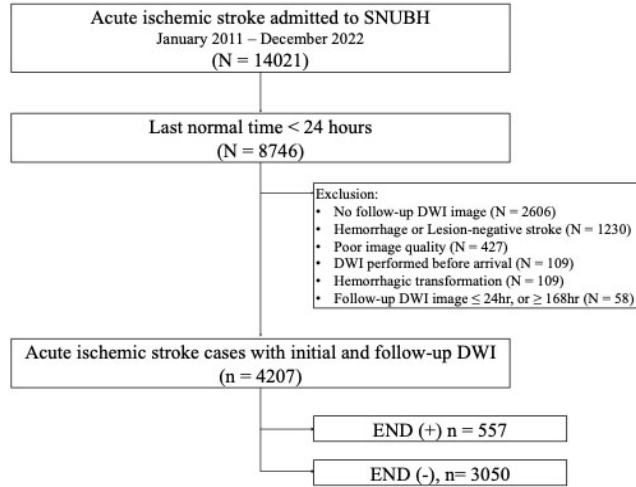 Acute ischemic stroke admitted to SNUBH
January 2011 – December 2022
(N = 14021)
Last normal time < 24 hours
(N = 8746)
Exclusion:
• No follow-up DWI image (N = 2606)
• Hemorrhage or Lesion-negative stroke (N = 1230)
• Poor image quality (N = 427)
• DWI performed before arrival (N = 109)
• Hemorrhagic transformation (N = 109)
• Follow-up DWI image ≤ 24hr, or ≥ 168hr (N = 58)
Acute ischemic stroke cases with initial and follow-up DWI
(n = 4207)
END (+) n = 557
END (-), n= 3050